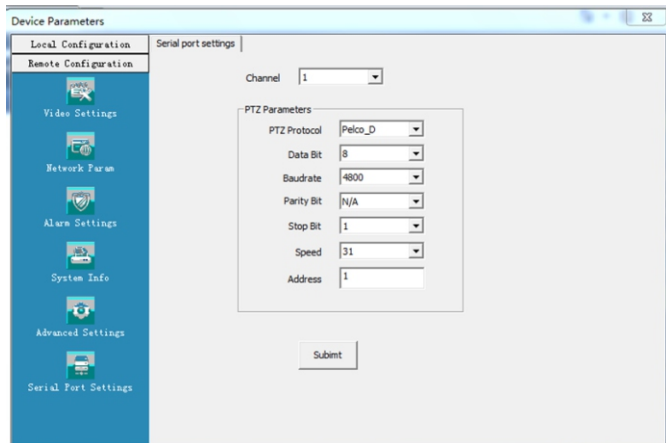 Device Parameters
Local Configuration
Remote Configuration
Video Settings
Network Param
Alarm Settings
System Info
Advanced Settings
Serial Port Settings
Serial port settings
Channel 1
PTZ Parameters
PTZ Protocol Pelco_D
Data Bit 8
Baudrate 4800
Parity Bit N/A
Stop Bit 1
Speed 31
Address 1
Subimt